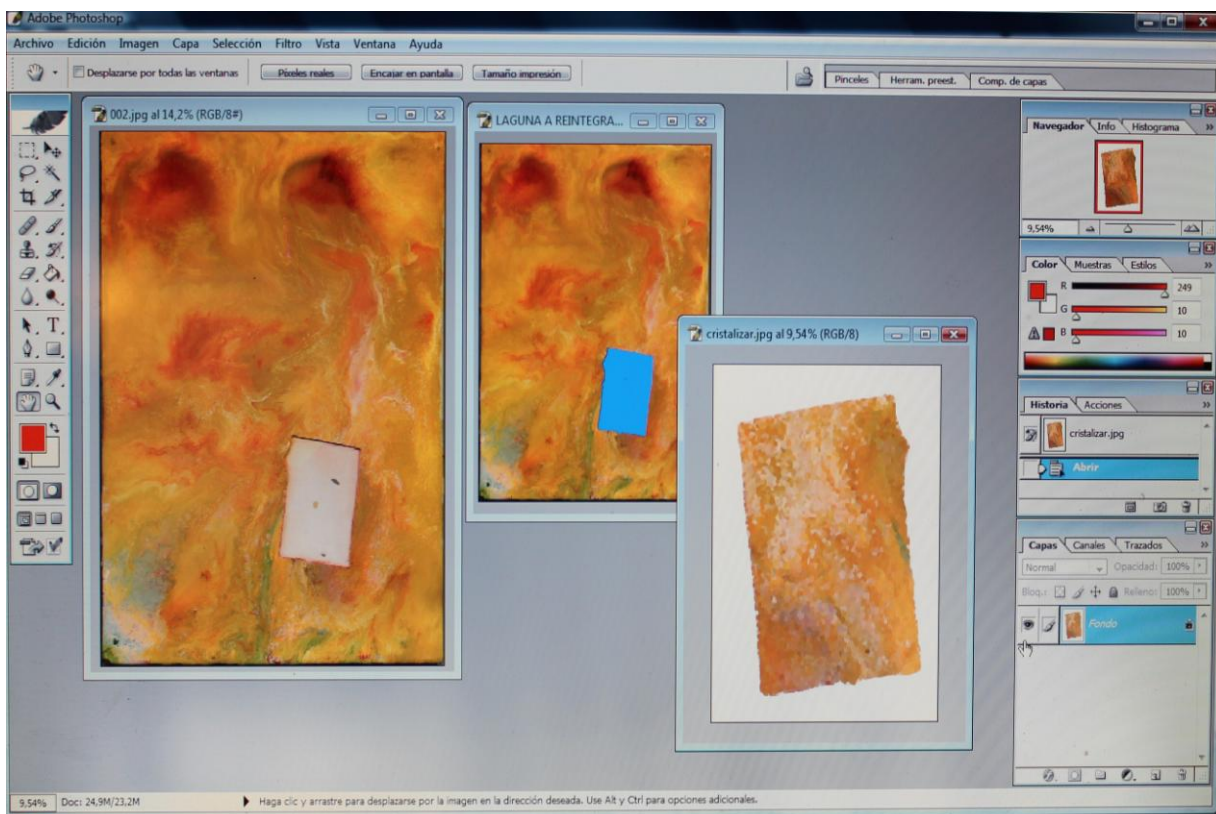 Adobe Photoshop
Archivo Edición Imagen Capa Selección Filtro Vista Ventana Ayuda
Desplazarse por todas las ventanas Píxeles reales Encajar en pantalla Tamaño impresión Pinceles Herram. preest. Comp. de capas
002.jpg al 14,2% (RGB/8#)
LAGUNA A REINTEGRA...
cristalizar.jpg al 9,54% (RGB/8)
Navegador Info Histograma
9,54%
Color Muestras Estilos
R 249
G 10
B 10
Historia Acciones
cristalizar.jpg
Abrir
Capas Canales Trazados
Normal Opacidad: 100%
Bloq.: Relleno: 100%
Fondo
9,54% Doc: 24,9M/23,2M Haga clic y arrastre para desplazarse por la imagen en la dirección deseada. Use Alt y Ctrl para opciones adicionales.